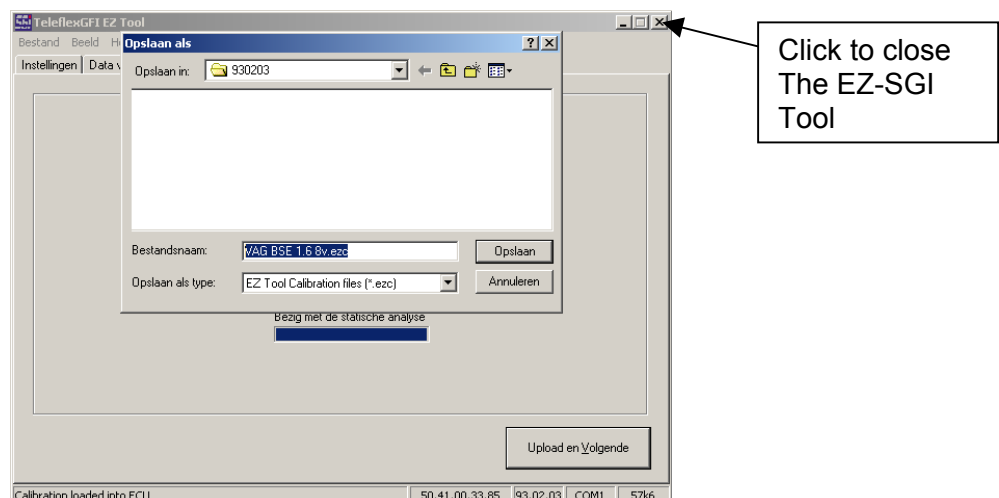 TeleflexGFI EZ Tool
Bestand Beeld H
Opslaan als
Instellingen Data v
Opslaan in: 930203
Bestandsnaam: VAG BSE 1.6 8v.ezc Opslaan
Opslaan als type: EZ Tool Calibration files (*.ezc) Annuleren
Bezig met de statische analyse
Upload en Volgende
Calibration loaded into ECU 50.41.00.33.85 93.02.03 COM1 57k6
Click to close
The EZ-SGI
Tool